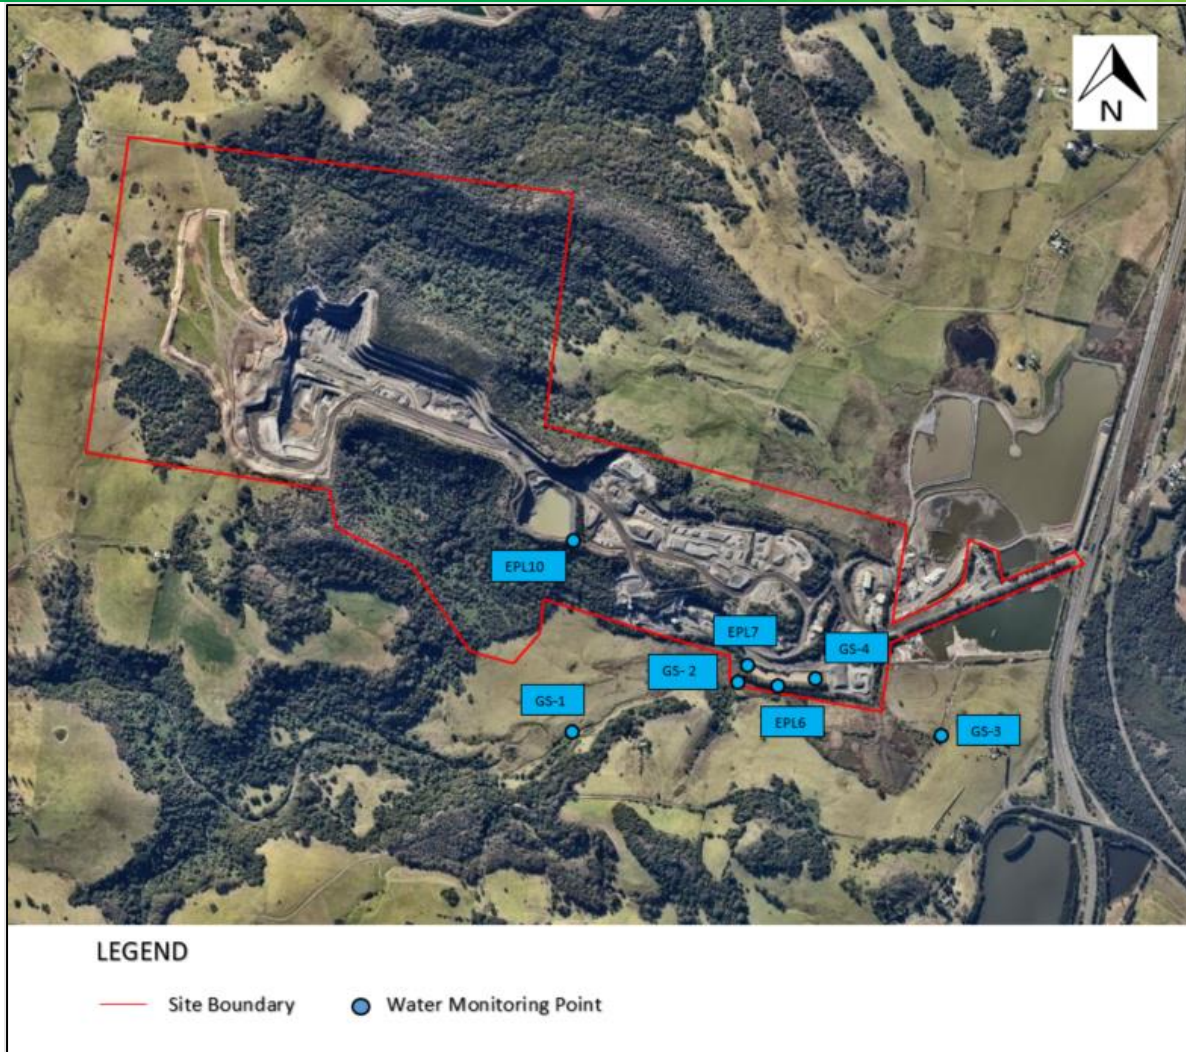 N
EPL10
EPL7
GS-4
GS- 2
GS-1
EPL6
GS-3
LEGEND
Site Boundary
Water Monitoring Point